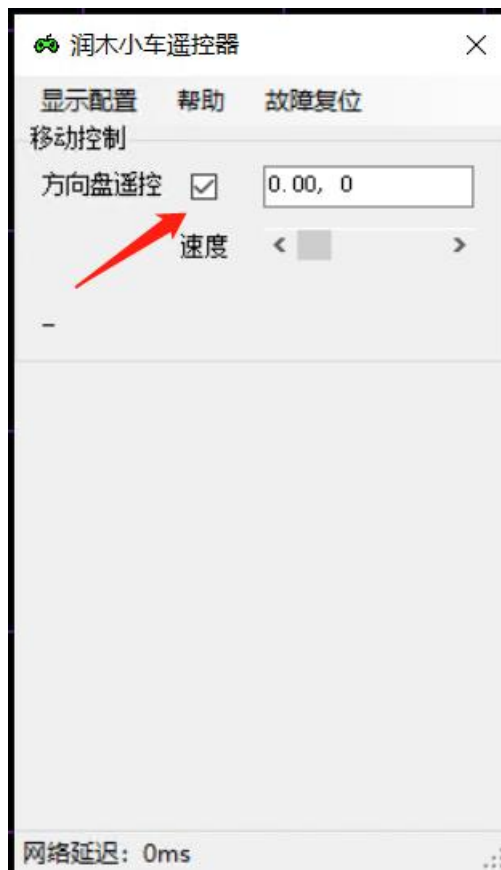 润木小车遥控器
显示配置 帮助 故障复位
移动控制
方向盘遥控 0.00, 0
速度
-
网络延迟: 0ms